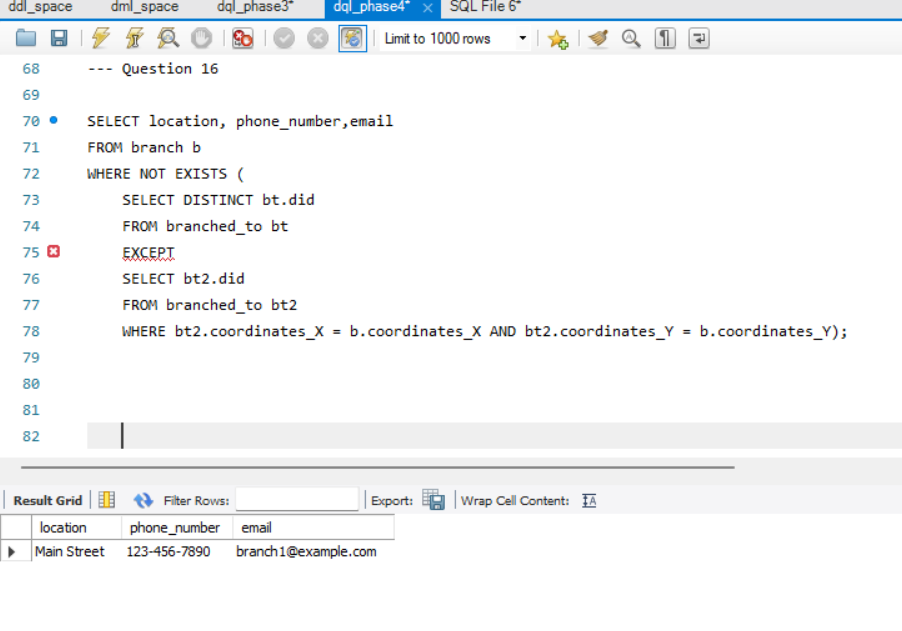 ddl_space dml_space dql_phase3* dql_phase4* × SQL File 6*
Limit to 1000 rows
68 --- Question 16
69
70 SELECT location, phone_number,email
71 FROM branch b
72 WHERE NOT EXISTS (
73 SELECT DISTINCT bt.did
74 FROM branched_to bt
75 EXCEPT
76 SELECT bt2.did
77 FROM branched_to bt2
78 WHERE bt2.coordinates_X = b.coordinates_X AND bt2.coordinates_Y = b.coordinates_Y);
79
80
81
82
Result Grid Filter Rows: Export: Wrap Cell Content:
location phone_number email
Main Street 123-456-7890 branch1@example.com